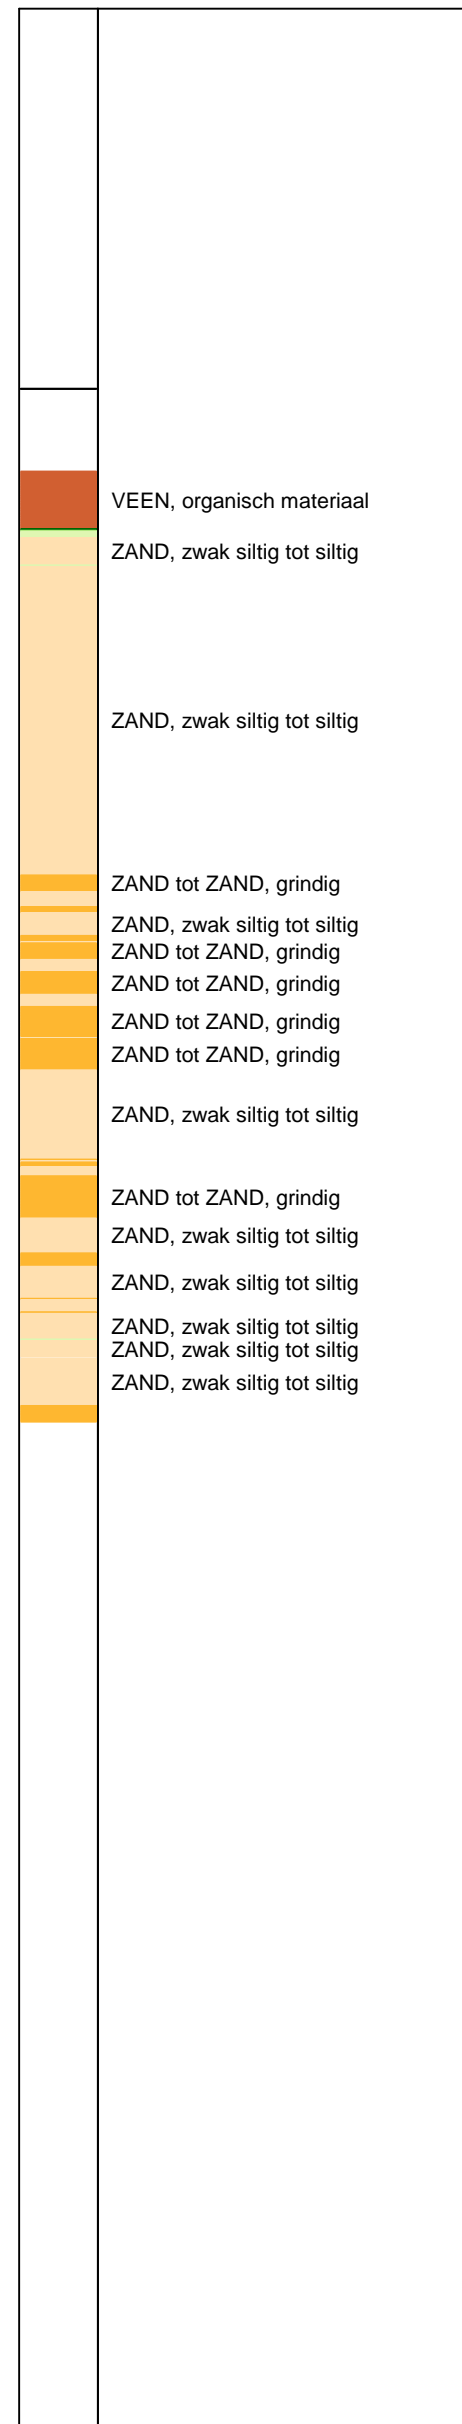 VEEN, organisch materiaal
ZAND, zwak siltig tot siltig
ZAND, zwak siltig tot siltig
ZAND tot ZAND, grindig
ZAND, zwak siltig tot siltig
ZAND tot ZAND, grindig
ZAND tot ZAND, grindig
ZAND tot ZAND, grindig
ZAND tot ZAND, grindig
ZAND, zwak siltig tot siltig
ZAND tot ZAND, grindig
ZAND, zwak siltig tot siltig
ZAND, zwak siltig tot siltig
ZAND, zwak siltig tot siltig
ZAND, zwak siltig tot siltig
ZAND, zwak siltig tot siltig